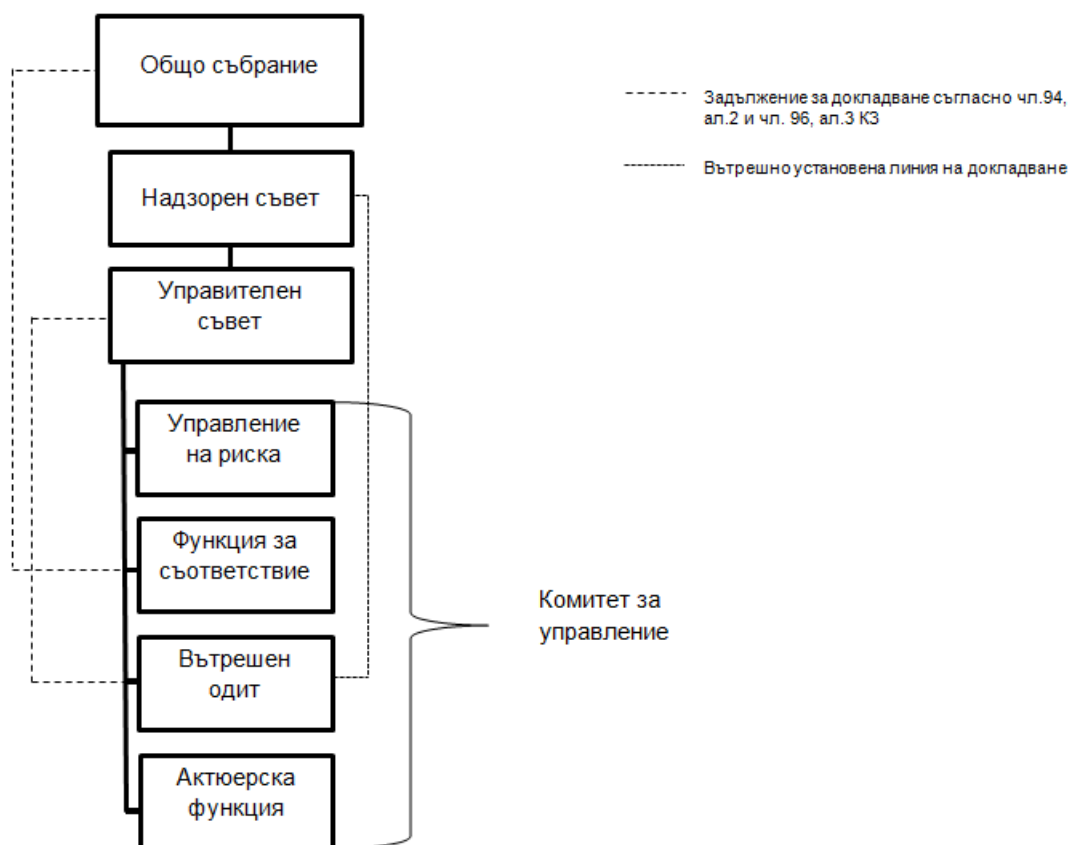 Общо събрание
Задължение за докладване съгласно чл.94,
ал.2 и чл. 96, ал.3 КЗ
Вътрешно установена линия на докладване
Надзорен съвет
Управителен
съвет
Управление
на риска
Функция за
съответствие
Комитет за
управление
Вътрешен
одит
Актюерска
функция